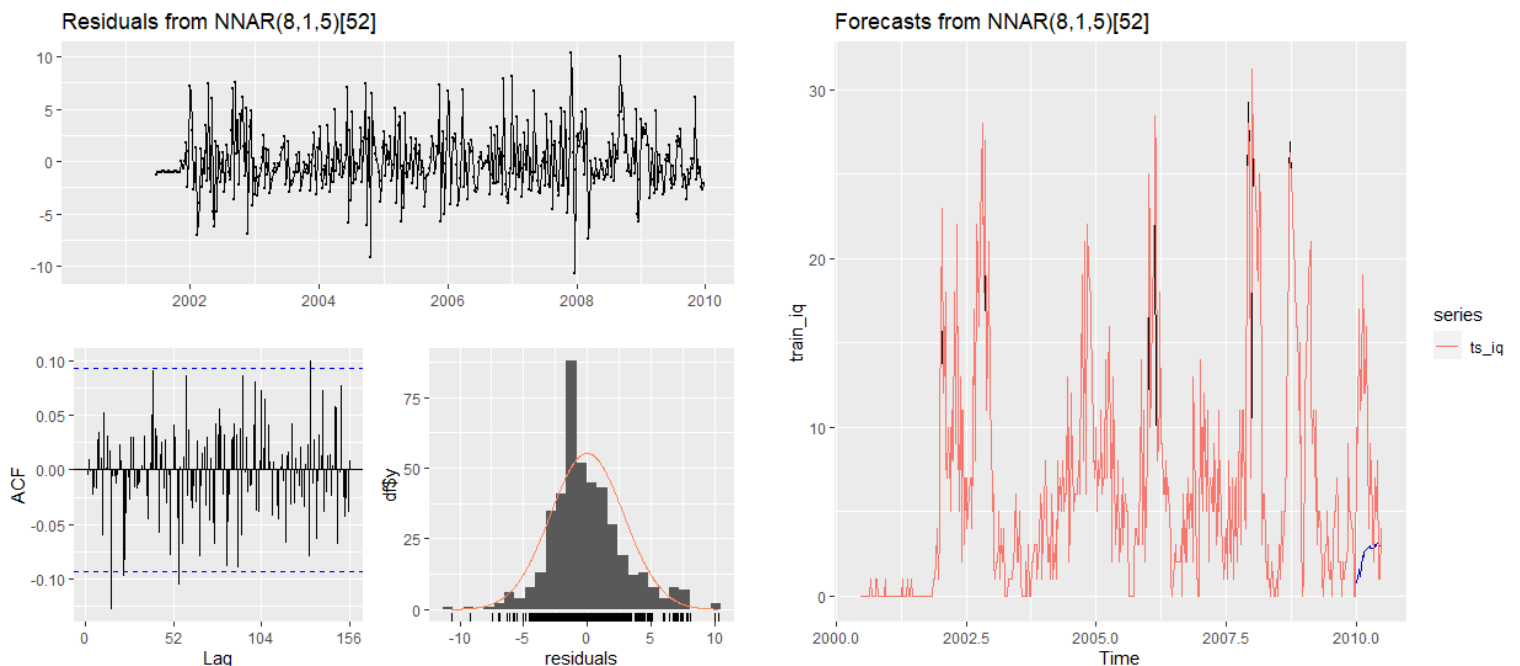 Residuals from NNAR(8,1,5)[52]
10
5
0
-5
-10
2002 2004 2006 2008 2010
0.10
0.05
0.00
-0.05
-0.10
ACF
0 52 104 156
Lag
75
50
25
0
df$y
-10 -5 0 5 10
residuals
Forecasts from NNAR(8,1,5)[52]
30
20
10
0
train_iq
2000.0 2002.5 2005.0 2007.5 2010.0
Time
series
ts_iq